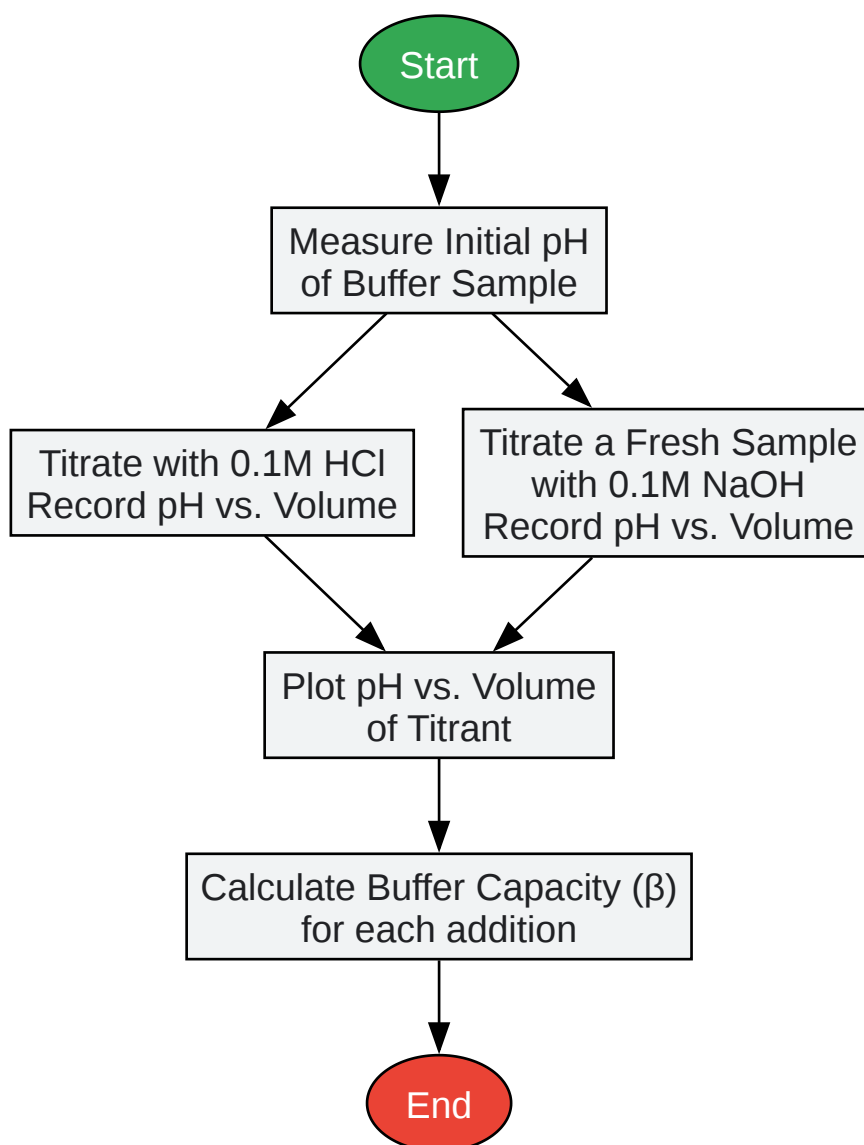 Start
Measure Initial pH
of Buffer Sample
Titrate with 0.1M HCl
Record pH vs. Volume
Titrate a Fresh Sample
with 0.1M NaOH
Record pH vs. Volume
Plot pH vs. Volume
of Titrant
Calculate Buffer Capacity (β)
for each addition
End